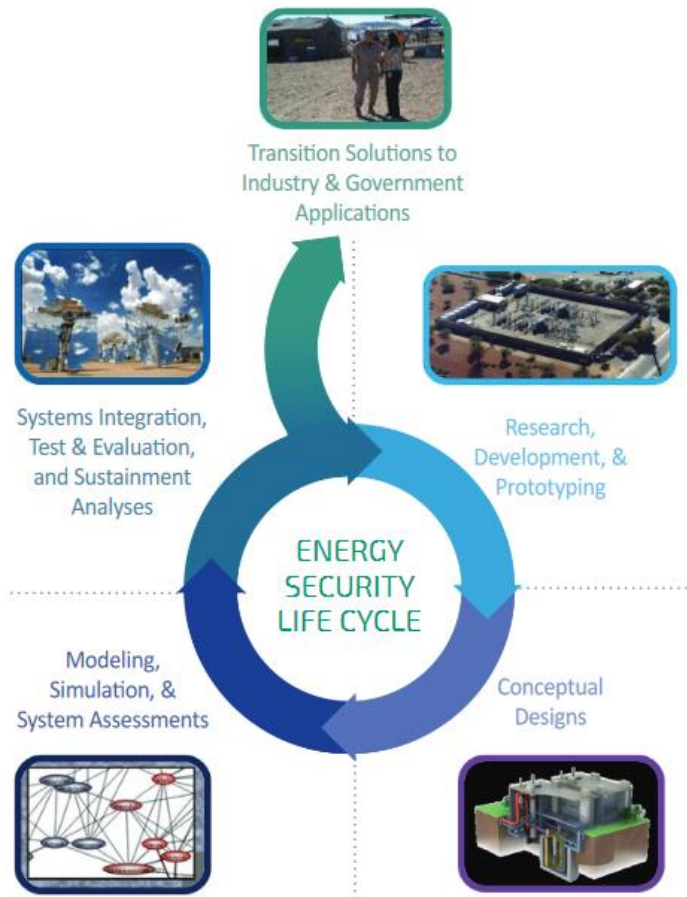 Transition Solutions to
Industry & Government
Applications
Systems Integration,
Test & Evaluation,
and Sustainment
Analyses
Research,
Development, &
Prototyping
ENERGY
SECURITY
LIFE CYCLE
Modeling,
Simulation, &
System Assessments
Conceptual
Designs